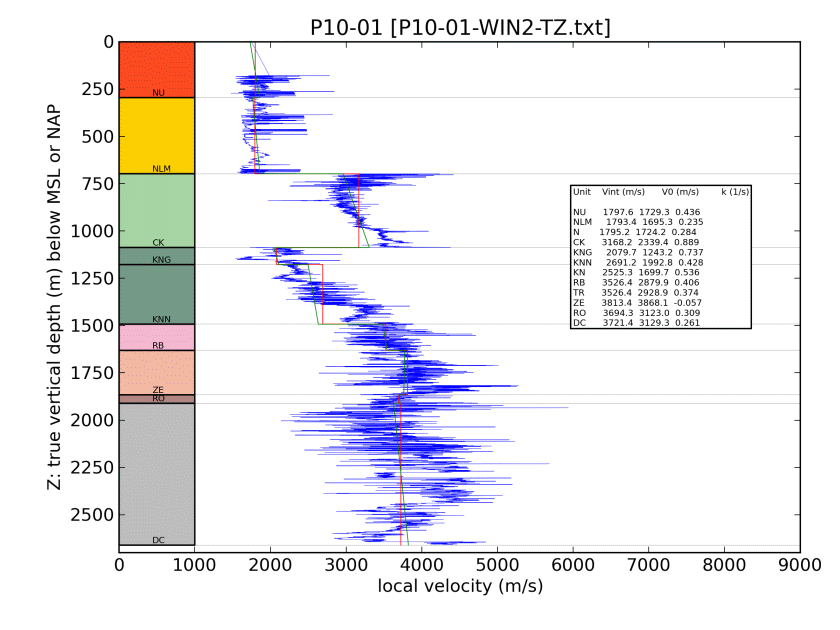 P10-01 [P10-01-WIN2-TZ.txt]
Z: true vertical depth (m) below MSL or NAP
0
250
500
750
1000
1250
1500
1750
2000
2250
2500
NU
NLM
CK
KNG
KNN
RB
ZE
RO
DC
Unit Vint (m/s) V0 (m/s) k (1/s)
NU 1797.6 1729.3 0.436
NLM 1793.4 1695.3 0.235
N 1795.2 1724.2 0.284
CK 3168.2 2339.4 0.889
KNG 2079.7 1243.2 0.737
KNN 2691.2 1992.8 0.428
KN 2525.3 1699.7 0.536
RB 3526.4 2879.9 0.406
TR 3526.4 2928.9 0.374
ZE 3813.4 3868.1 -0.057
RO 3694.3 3123.0 0.309
DC 3721.4 3129.3 0.261
0 1000 2000 3000 4000 5000 6000 7000 8000 9000
local velocity (m/s)